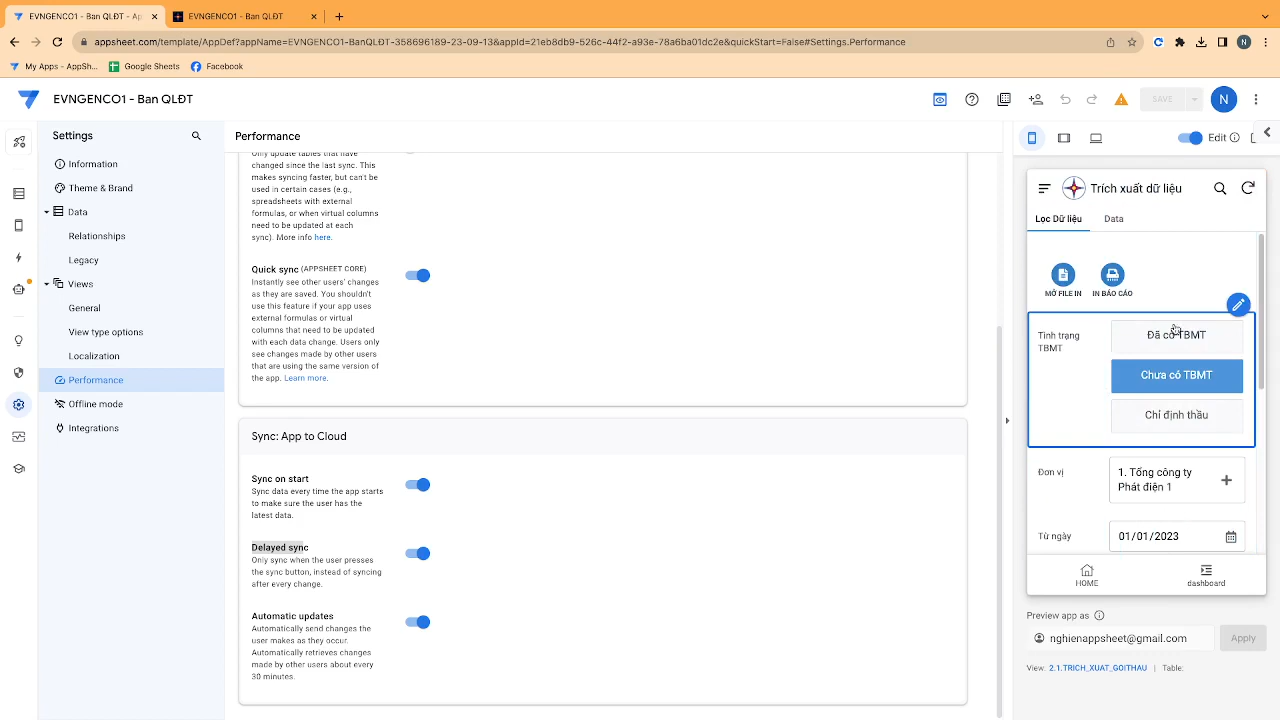 EVNGENCO1 - Ban QLĐT - Ap
EVNGENCO1 - Ban QLĐT
appsheet.com/template/AppDef?appName=EVNGENCO1-BanQLĐT-358696189-23-09-13&appId=21eb8db9-526c-44f2-a93e-78a6ba01dc2e&quickStart=False#Settings.Performance
N
My Apps - AppSh...
Google Sheets
Facebook
EVNGENCO1 - Ban QLĐT
SAVE
N
Settings
Information
Theme & Brand
Data
Relationships
Legacy
Views
General
View type options
Localization
Performance
Offline mode
Integrations
Performance
Only update tables that have
changed since the last sync. This
makes syncing faster, but can't be
used in certain cases (e.g.,
spreadsheets with external
formulas, or when virtual columns
need to be updated at each
sync). More info here.
Quick sync (APPSHEET CORE)
Instantly see other users' changes
as they are saved. You shouldn't
use this feature if your app uses
external formulas or virtual
columns that need to be updated
with each data change. Users only
see changes made by other users
that are using the same version of
the app. Learn more.
Sync: App to Cloud
Sync on start
Sync data every time the app starts
to make sure the user has the
latest data.
Delayed sync
Only sync when the user presses
the sync button, instead of syncing
after every change.
Automatic updates
Automatically send changes the
user makes as they occur.
Automatically retrieves changes
made by other users about every
30 minutes.
Edit
Trích xuất dữ liệu
Lọc Dữ liệu
Data
MỞ FILE IN
IN BÁO CÁO
Tình trạng
TBMT
Đã có TBMT
Chưa có TBMT
Chỉ định thầu
Đơn vị
1. Tổng công ty
Phát điện 1
Từ ngày
01/01/2023
HOME
dashboard
Preview app as
nghienappsheet@gmail.com
Apply
View: 2.1.TRICH_XUAT_GOITHAU | Table: